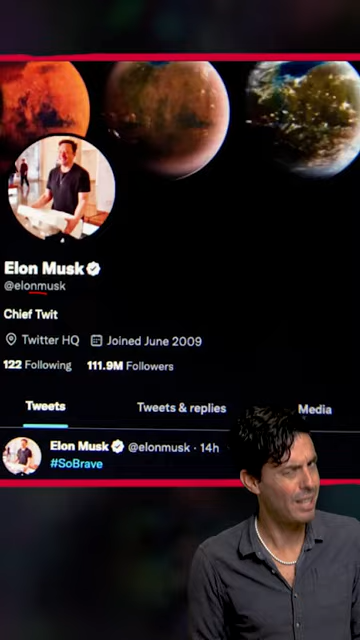 Elon Musk
@elonmusk
Chief Twit
Twitter HQ Joined June 2009
122 Following 111.9M Followers
Tweets Tweets & replies Media
Elon Musk @elonmusk · 14h
#SoBrave